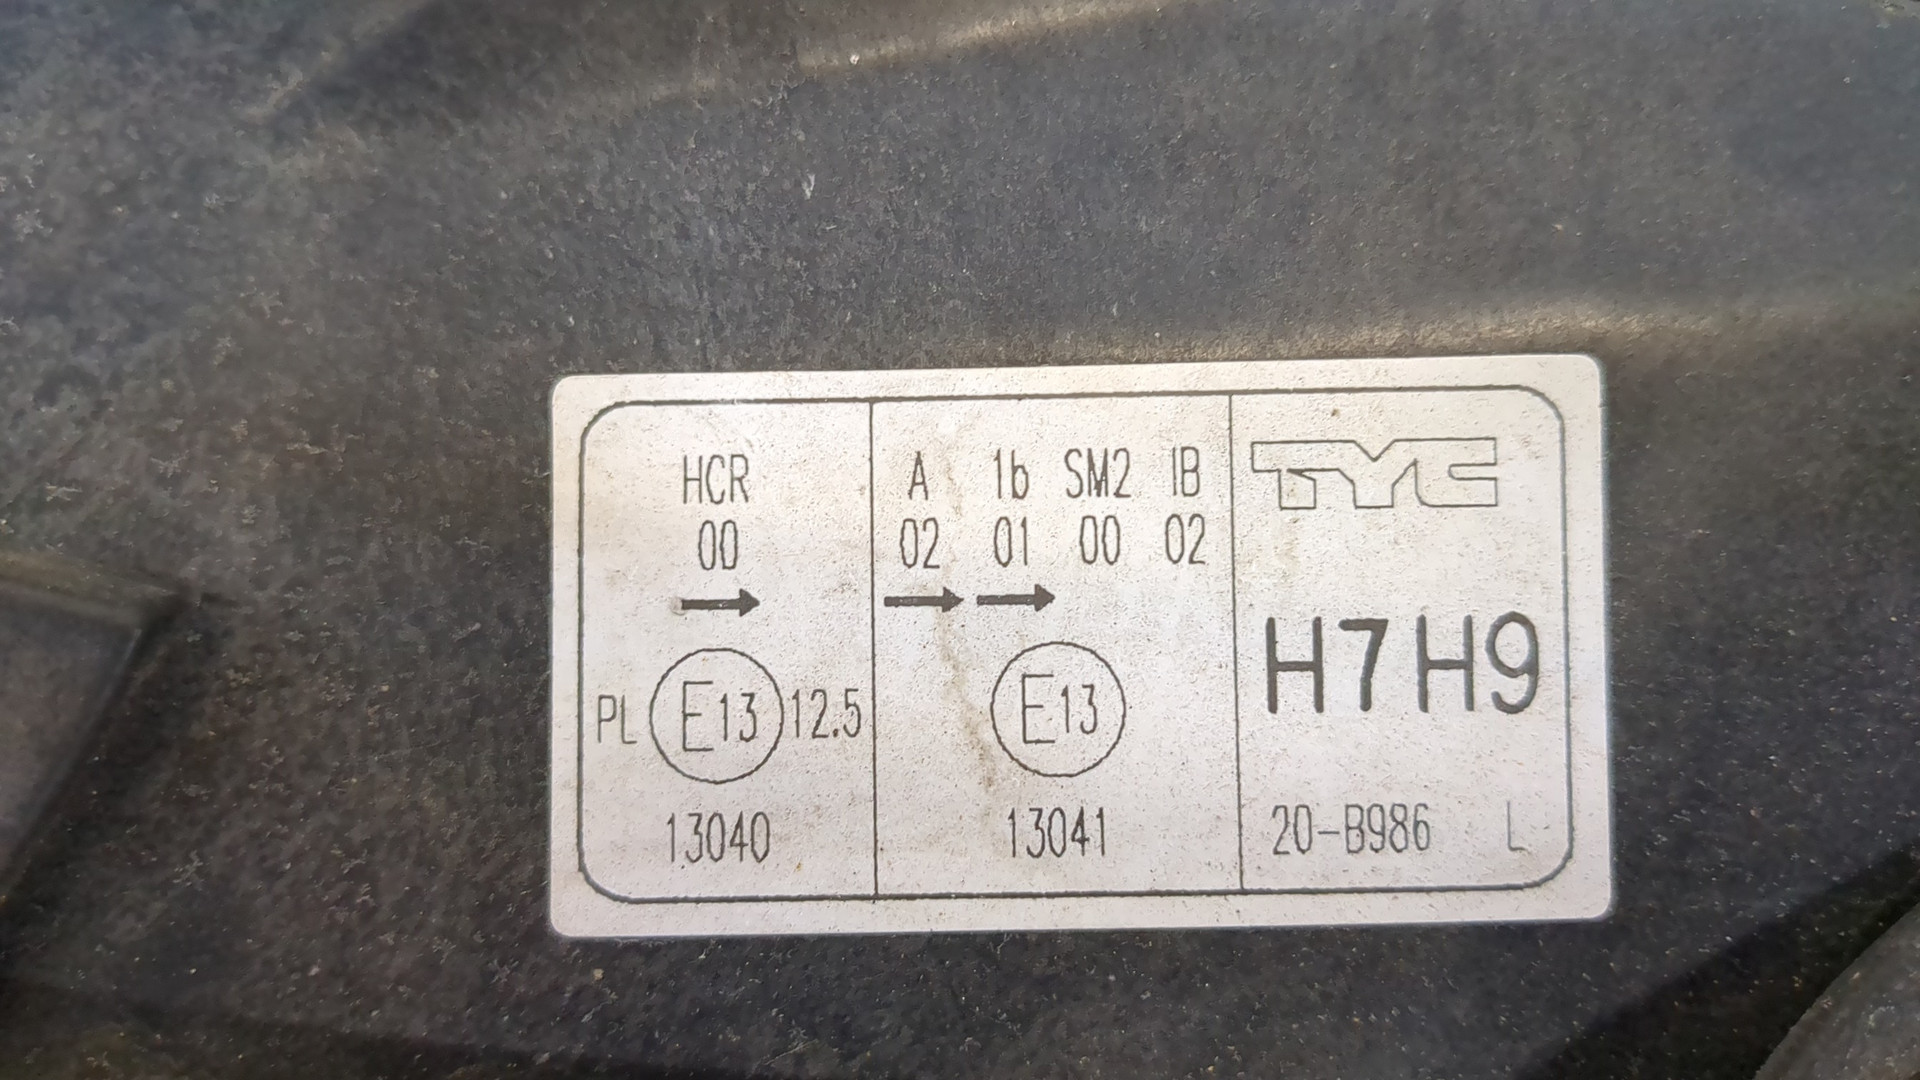 HCR
00
PL E13 12.5
13040
A 1b SM2 IB
02 01 00 02
E13
13041
TYC
H7 H9
20-B986 L